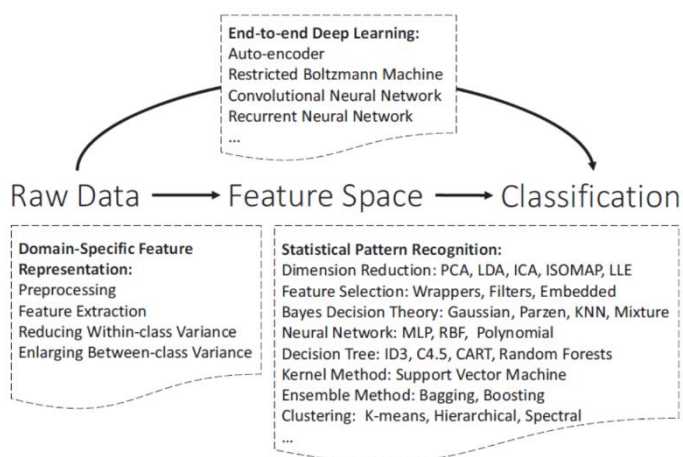 End-to-end Deep Learning:
Auto-encoder
Restricted Boltzmann Machine
Convolutional Neural Network
Recurrent Neural Network
...
Raw Data
Feature Space
Classification
Domain-Specific Feature
Representation:
Preprocessing
Feature Extraction
Reducing Within-class Variance
Enlarging Between-class Variance
Statistical Pattern Recognition:
Dimension Reduction: PCA, LDA, ICA, ISOMAP, LLE
Feature Selection: Wrappers, Filters, Embedded
Bayes Decision Theory: Gaussian, Parzen, KNN, Mixture
Neural Network: MLP, RBF, Polynomial
Decision Tree: ID3, C4.5, CART, Random Forests
Kernel Method: Support Vector Machine
Ensemble Method: Bagging, Boosting
Clustering: K-means, Hierarchical, Spectral
...